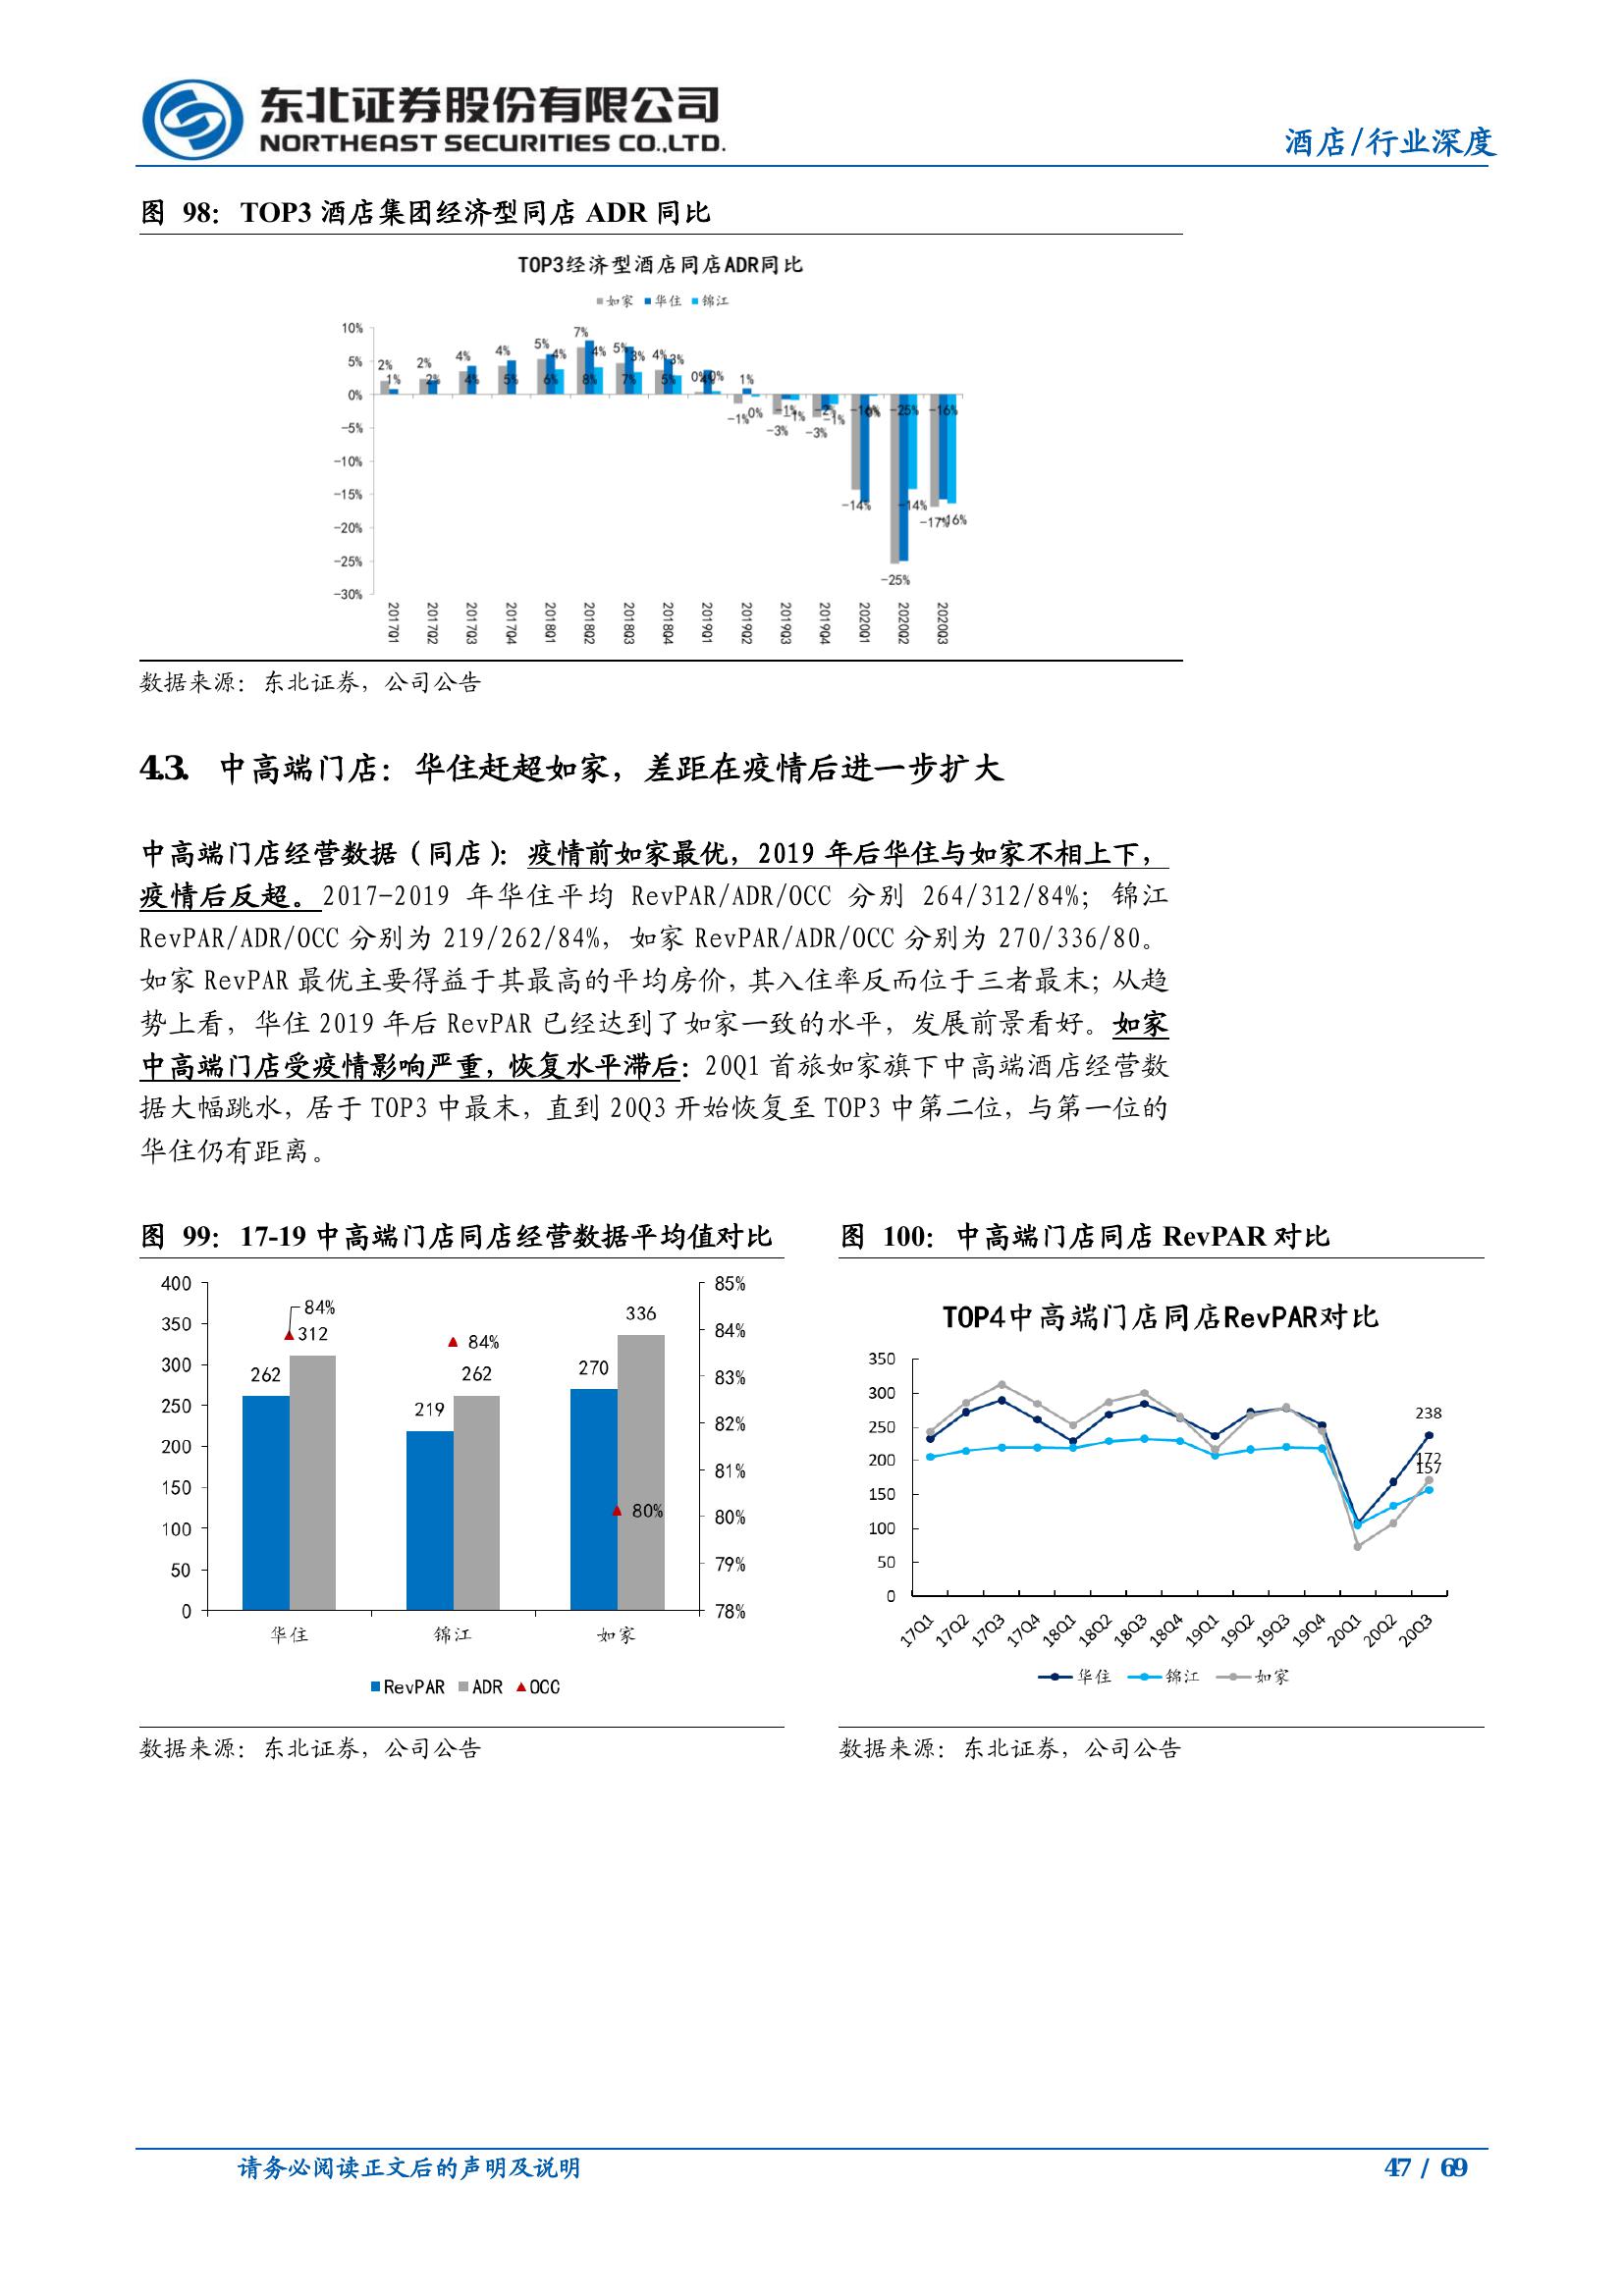 东北证券股份有限公司
NORTHEAST SECURITIES CO.,LTD.
酒店/行业深度
图 98：TOP3 酒店集团经济型同店 ADR 同比
TOP3经济型酒店同店ADR同比
如家 华住 锦江
10%
5%
0%
-5%
-10%
-15%
-20%
-25%
-30%
2% 2% 4% 4% 5% 7% 5% 4% 0% -1% -3% -3% -14% -25% -17%
1% 2% 4% 5% 6% 8% 7% 5% 4% 1% -1% -2% -16% -25% -16%
4% 4% 3% 3% 0% 0% -1% -1% 0% -14% -16%
2017Q1 2017Q2 2017Q3 2017Q4 2018Q1 2018Q2 2018Q3 2018Q4 2019Q1 2019Q2 2019Q3 2019Q4 2020Q1 2020Q2 2020Q3
数据来源：东北证券，公司公告
4.3. 中高端门店：华住赶超如家，差距在疫情后进一步扩大
中高端门店经营数据（同店）：疫情前如家最优，2019 年后华住与如家不相上下，
疫情后反超。2017-2019 年华住平均 RevPAR/ADR/OCC 分别 264/312/84%；锦江
RevPAR/ADR/OCC 分别为 219/262/84%，如家 RevPAR/ADR/OCC 分别为 270/336/80。
如家 RevPAR 最优主要得益于其最高的平均房价，其入住率反而位于三者最末；从趋
势上看，华住 2019 年后 RevPAR 已经达到了如家一致的水平，发展前景看好。如家
中高端门店受疫情影响严重，恢复水平滞后：20Q1 首旅如家旗下中高端酒店经营数
据大幅跳水，居于 TOP3 中最末，直到 20Q3 开始恢复至 TOP3 中第二位，与第一位的
华住仍有距离。
图 99：17-19 中高端门店同店经营数据平均值对比
400
350
300
250
200
150
100
50
0
85%
84%
83%
82%
81%
80%
79%
78%
84%
312
262
84%
262
219
336
270
80%
华住 锦江 如家
RevPAR ADR OCC
数据来源：东北证券，公司公告
图 100：中高端门店同店 RevPAR 对比
TOP4中高端门店同店RevPAR对比
350
300
250
200
150
100
50
0
238
172
157
17Q1 17Q2 17Q3 17Q4 18Q1 18Q2 18Q3 18Q4 19Q1 19Q2 19Q3 19Q4 20Q1 20Q2 20Q3
华住 锦江 如家
数据来源：东北证券，公司公告
请务必阅读正文后的声明及说明
47 / 69